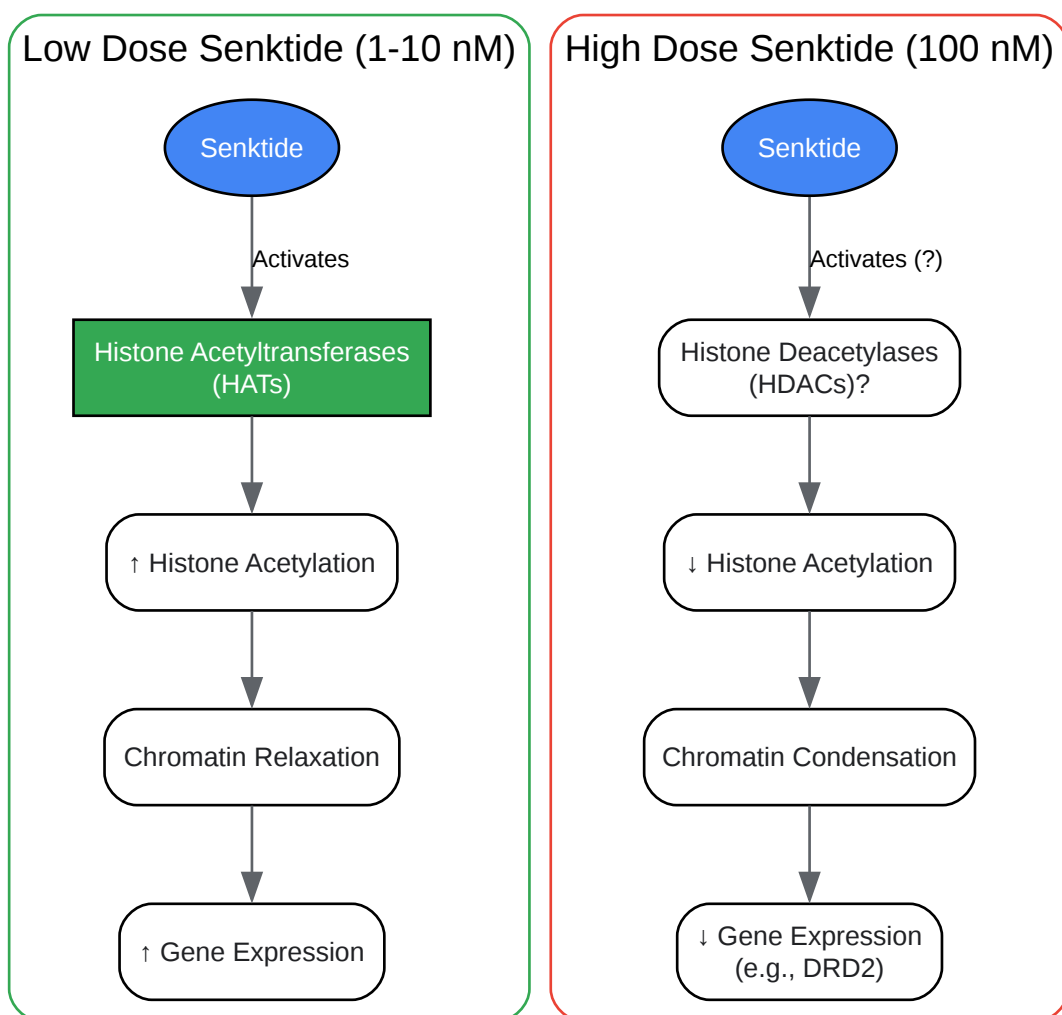 Low Dose Senktide (1-10 nM)
Senktide
Activates
Histone Acetyltransferases
(HATs)
↑ Histone Acetylation
Chromatin Relaxation
↑ Gene Expression
High Dose Senktide (100 nM)
Senktide
Activates (?)
Histone Deacetylases
(HDACs)?
↓ Histone Acetylation
Chromatin Condensation
↓ Gene Expression
(e.g., DRD2)